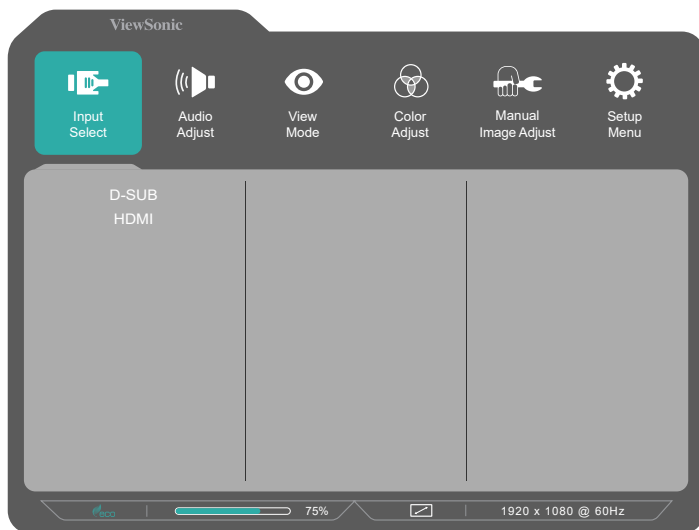 ViewSonic
Input
Select
Audio
Adjust
View
Mode
Color
Adjust
Manual
Image Adjust
Setup
Menu
D-SUB
HDMI
eco
75%
1920 x 1080 @ 60Hz